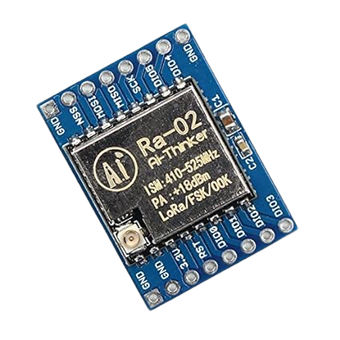 GND NSS MOSI MISO SCK DIO5 DIO4 GND
Ai
Ra-02
Ai-Thinker
ISM:410-525MHz
PA:+18dBm
LoRa/FSK/OOK
C1
C2
GND GND 3.3V RST DIO0 DIO1 DIO2 DIO3